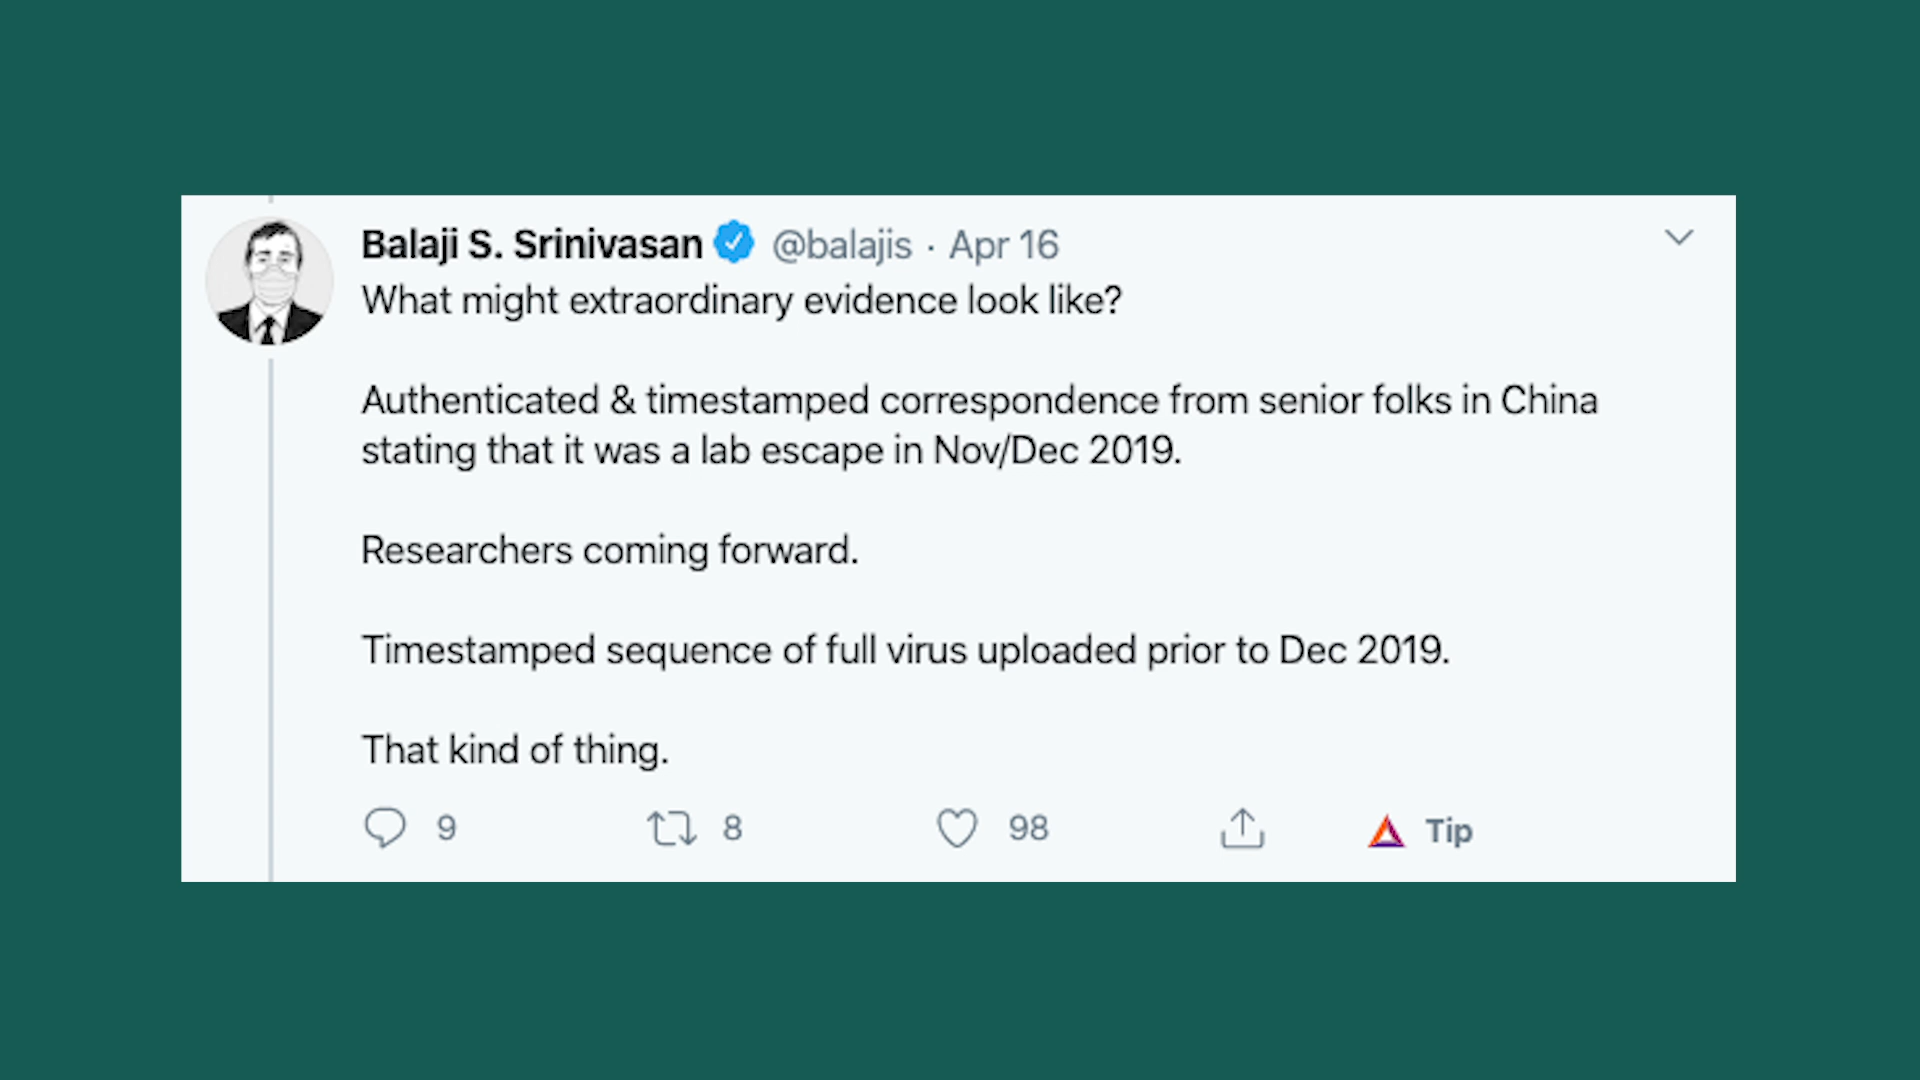 Balaji S. Srinivasan @balajis · Apr 16
What might extraordinary evidence look like?
Authenticated & timestamped correspondence from senior folks in China
stating that it was a lab escape in Nov/Dec 2019.
Researchers coming forward.
Timestamped sequence of full virus uploaded prior to Dec 2019.
That kind of thing.
9 8 98 Tip